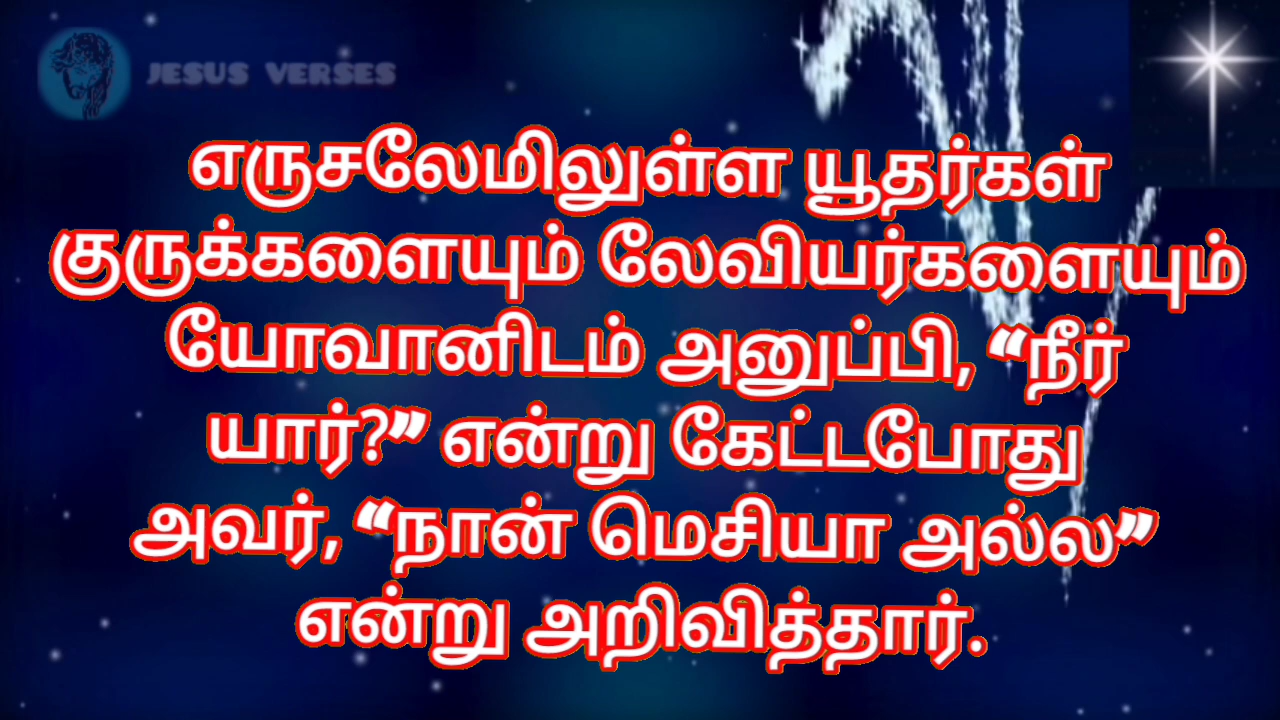 JESUS VERSES
எருசலேமிலுள்ள யூதர்கள்
குருக்களையும் லேவியர்களையும்
யோவானிடம் அனுப்பி, “நீர்
யார்?” என்று கேட்டபோது
அவர், “நான் மெசியா அல்ல”
என்று அறிவித்தார்.